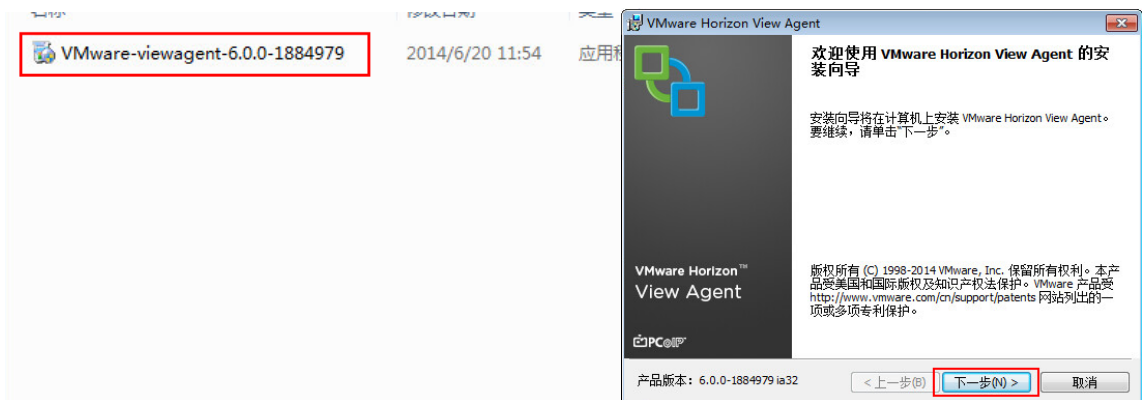 VMware-viewagent-6.0.0-1884979
2014/6/20 11:54
VMware Horizon View Agent
欢迎使用 VMware Horizon View Agent 的安
装向导
安装向导将在计算机上安装 VMware Horizon View Agent。
要继续，请单击“下一步”。
VMware Horizon™
View Agent
PCoIP®
版权所有 (C) 1998-2014 VMware, Inc. 保留所有权利。本产
品受美国和国际版权及知识产权法保护。VMware 产品受
http://www.vmware.com/cn/support/patents 网站列出的一
项或多项专利保护。
产品版本：6.0.0-1884979 ia32
< 上一步(B)
下一步(N) >
取消